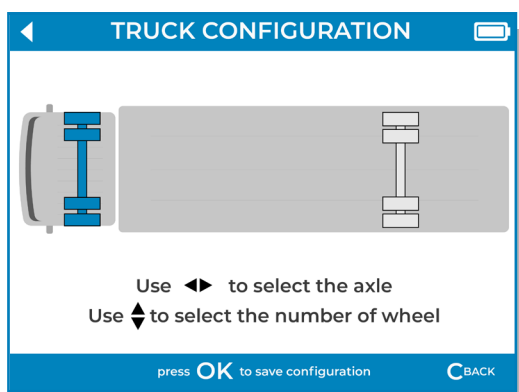 TRUCK CONFIGURATION
Use ◀▶ to select the axle
Use ▲▼ to select the number of wheel
press OK to save configuration CBACK